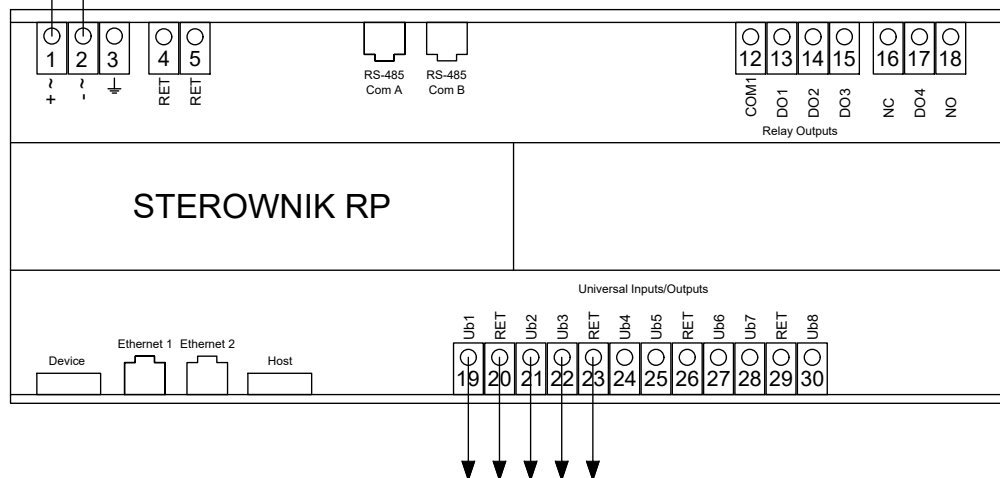 1 2 3 4 5 12 13 14 15 16 17 18
~ + ~ - RET RET
RS-485 Com A
RS-485 Com B
COM1 DO1 DO2 DO3 NC DO4 NO
Relay Outputs
STEROWNIK RP
Universal Inputs/Outputs
Ub1 RET Ub2 Ub3 RET Ub4 Ub5 RET Ub6 Ub7 RET Ub8
Device
Ethernet 1
Ethernet 2
Host
19 20 21 22 23 24 25 26 27 28 29 30